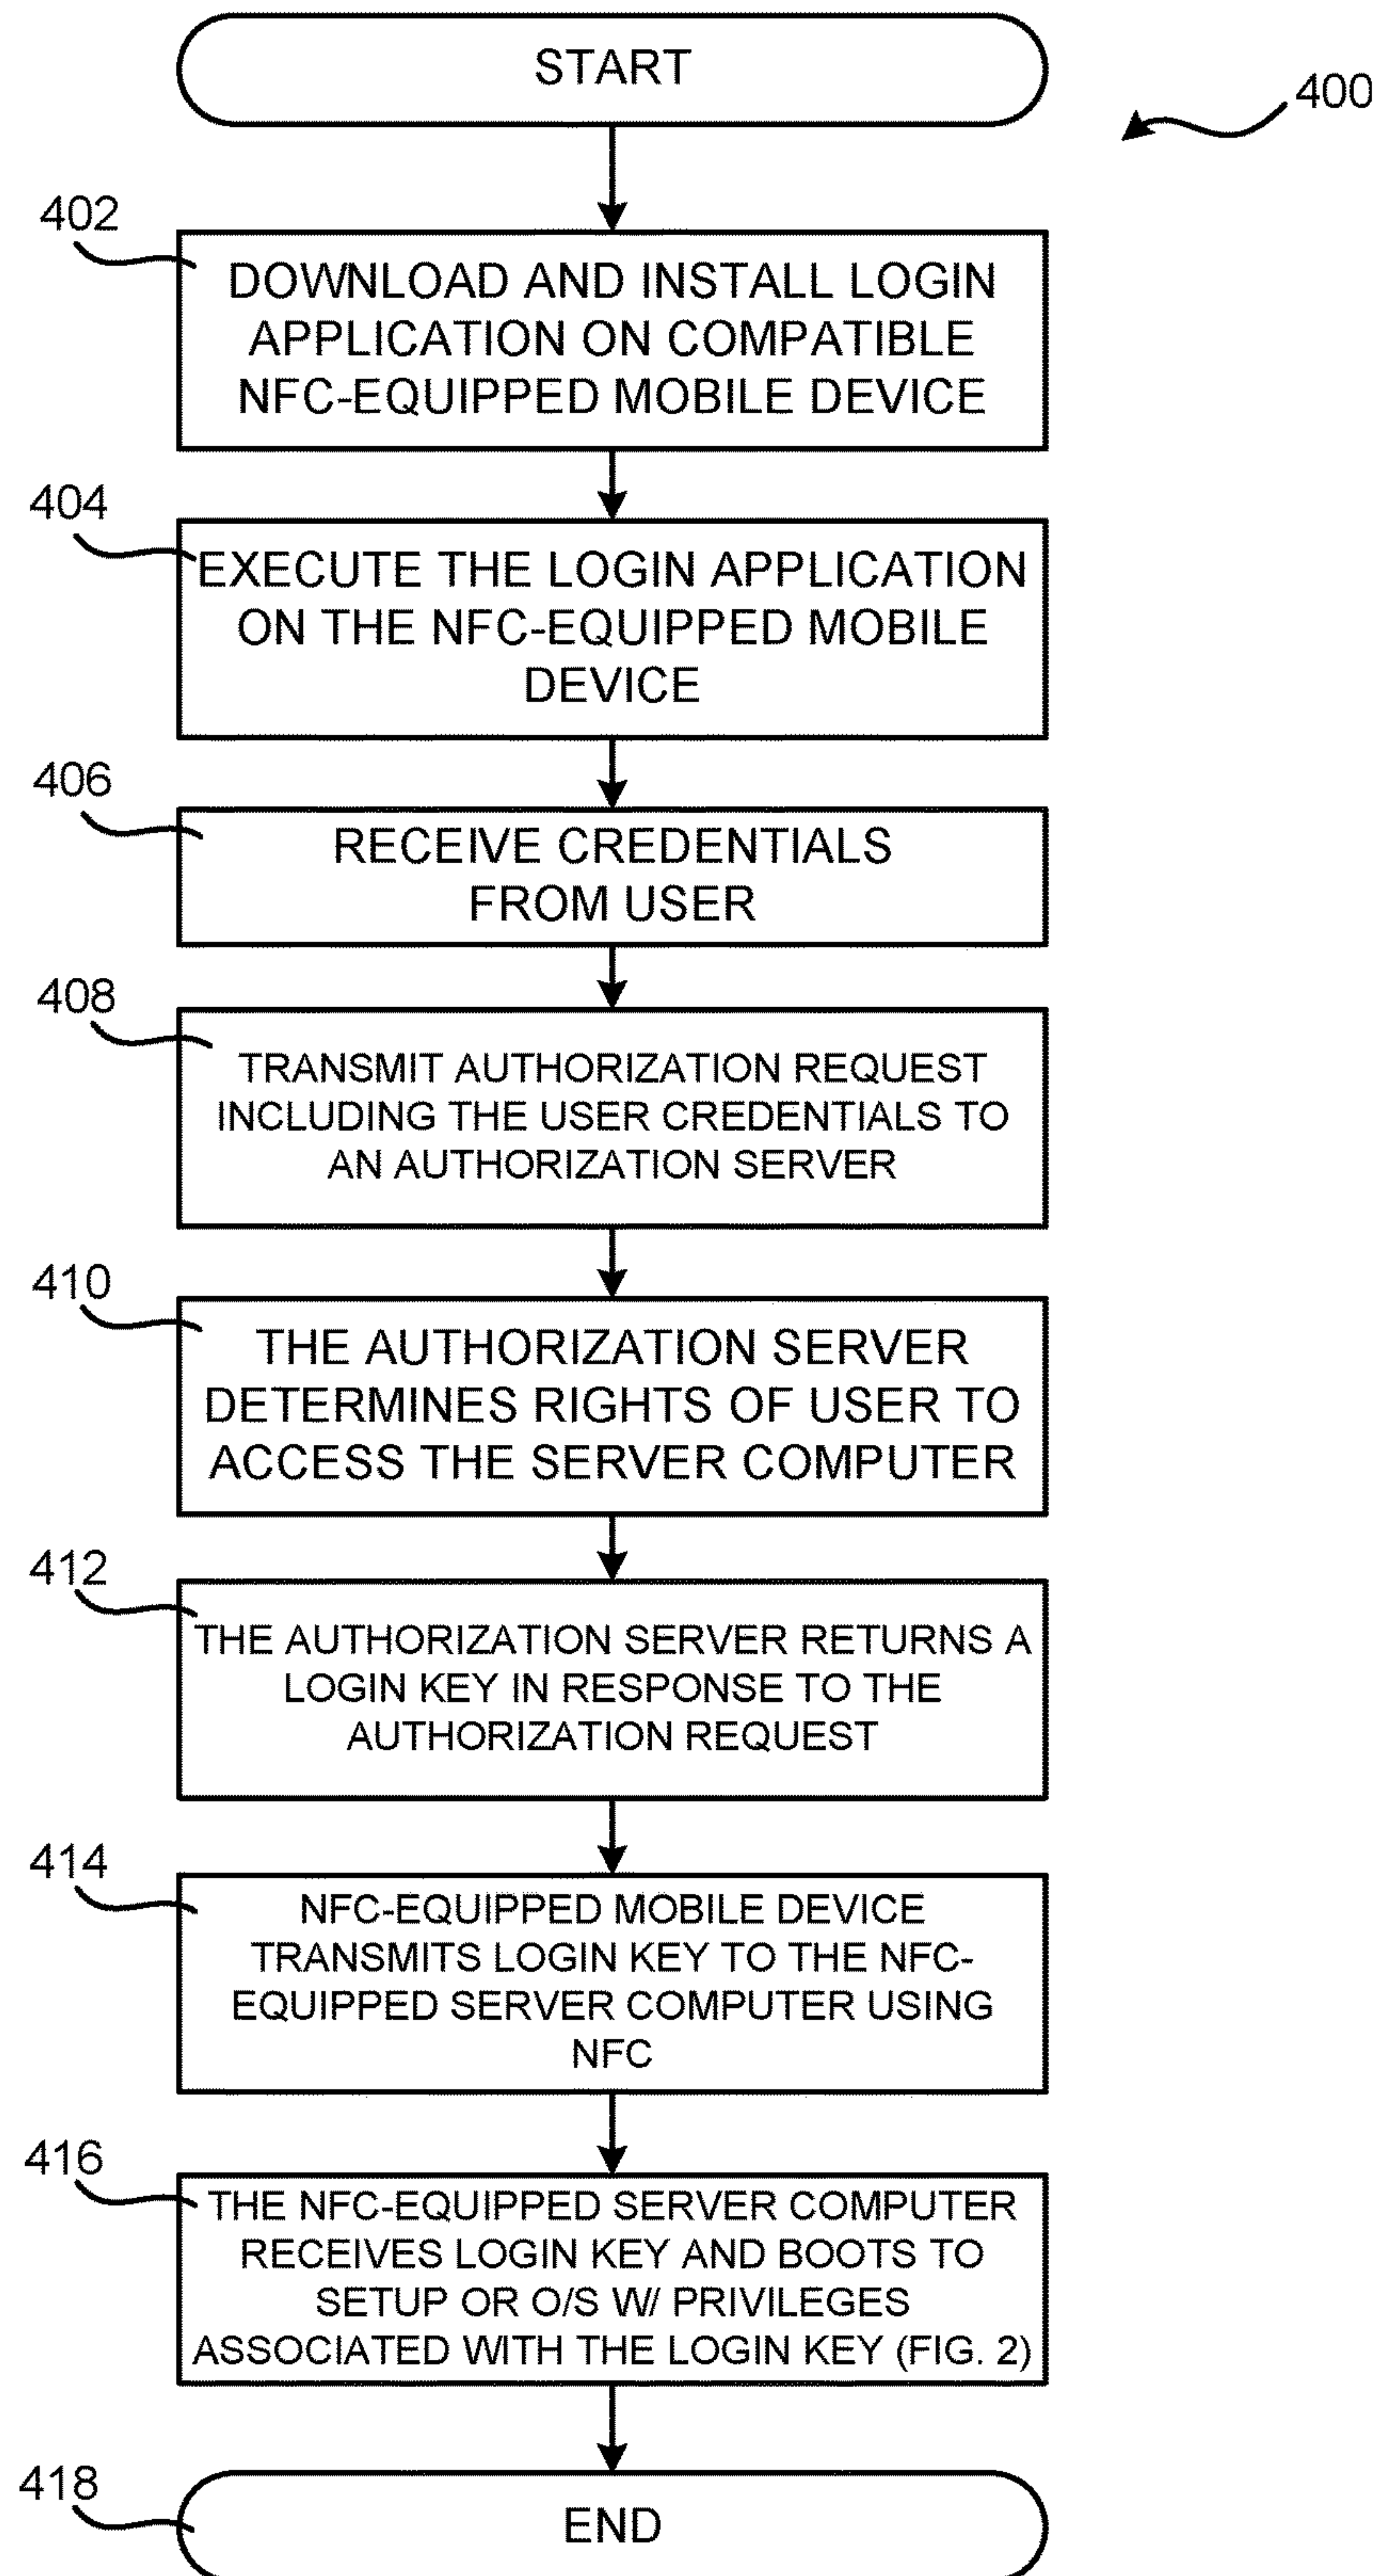 START
400
402
DOWNLOAD AND INSTALL LOGIN
APPLICATION ON COMPATIBLE
NFC-EQUIPPED MOBILE DEVICE
404
EXECUTE THE LOGIN APPLICATION
ON THE NFC-EQUIPPED MOBILE
DEVICE
406
RECEIVE CREDENTIALS
FROM USER
408
TRANSMIT AUTHORIZATION REQUEST
INCLUDING THE USER CREDENTIALS TO
AN AUTHORIZATION SERVER
410
THE AUTHORIZATION SERVER
DETERMINES RIGHTS OF USER TO
ACCESS THE SERVER COMPUTER
412
THE AUTHORIZATION SERVER RETURNS A
LOGIN KEY IN RESPONSE TO THE
AUTHORIZATION REQUEST
414
NFC-EQUIPPED MOBILE DEVICE
TRANSMITS LOGIN KEY TO THE NFC-
EQUIPPED SERVER COMPUTER USING
NFC
416
THE NFC-EQUIPPED SERVER COMPUTER
RECEIVES LOGIN KEY AND BOOTS TO
SETUP OR O/S W/ PRIVILEGES
ASSOCIATED WITH THE LOGIN KEY (FIG. 2)
418
END